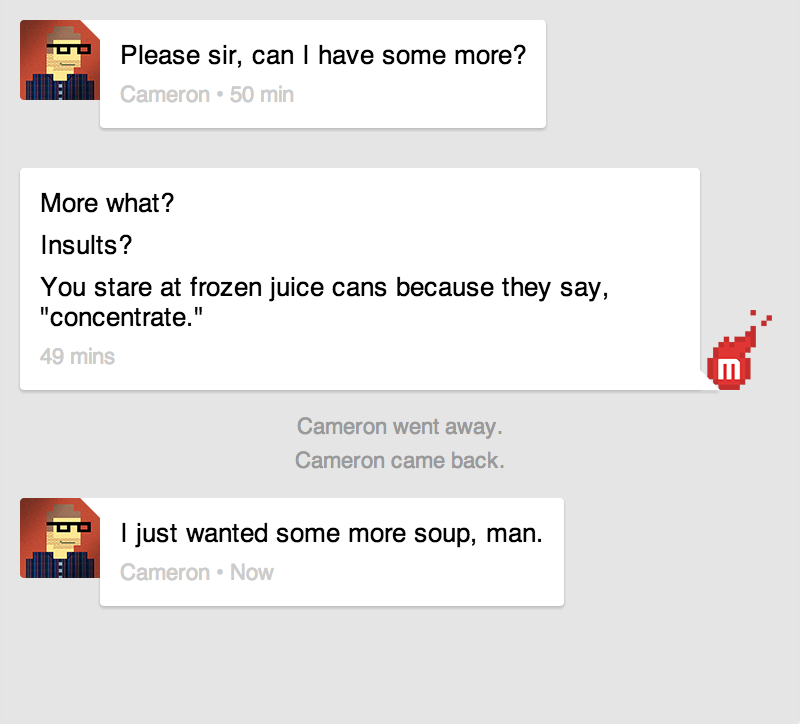 Please sir, can I have some more?
Cameron • 50 min
More what?
Insults?
You stare at frozen juice cans because they say,
"concentrate."
49 mins
m
Cameron went away.
Cameron came back.
I just wanted some more soup, man.
Cameron • Now